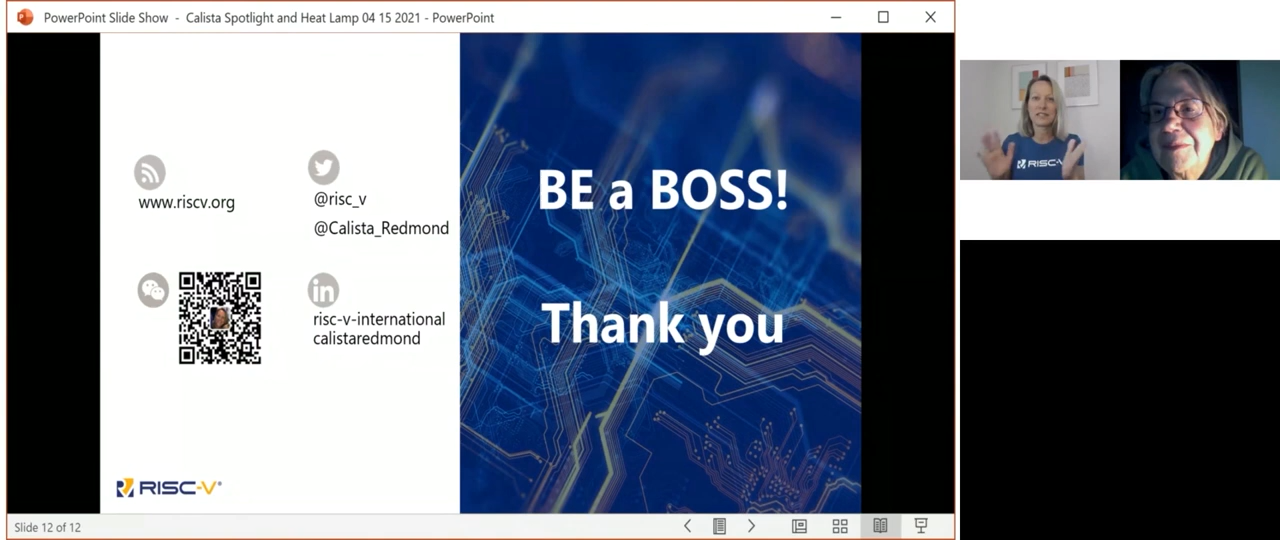 PowerPoint Slide Show - Calista Spotlight and Heat Lamp 04 15 2021 - PowerPoint
www.riscv.org
@risc_v
@Calista_Redmond
risc-v-international
calistaredmond
RISC-V®
BE a BOSS!
Thank you
Slide 12 of 12
RISC-V